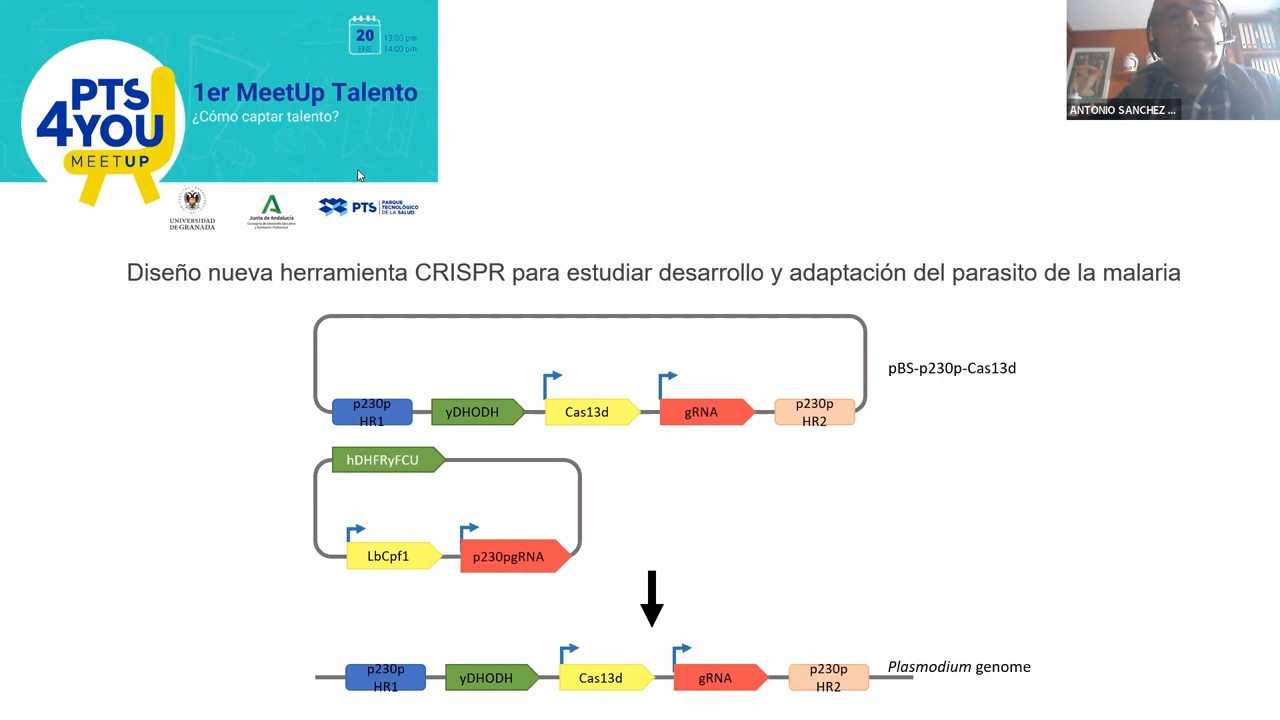 20
ENE
13:00 pm
14:00 pm
PTS
4YOU
MEETUP
1er MeetUp Talento
¿Cómo captar talento?
UNIVERSIDAD
DE GRANADA
Junta de Andalucía
PTS
PARQUE
TECNOLÓGICO
DE LA SALUD
ANTONIO SANCHEZ ...
Diseño nueva herramienta CRISPR para estudiar desarrollo y adaptación del parasito de la malaria
pBS-p230p-Cas13d
p230p
HR1
yDHODH
Cas13d
gRNA
p230p
HR2
hDHFRyFCU
LbCpf1
p230pgRNA
p230p
HR1
yDHODH
Cas13d
gRNA
p230p
HR2
Plasmodium genome